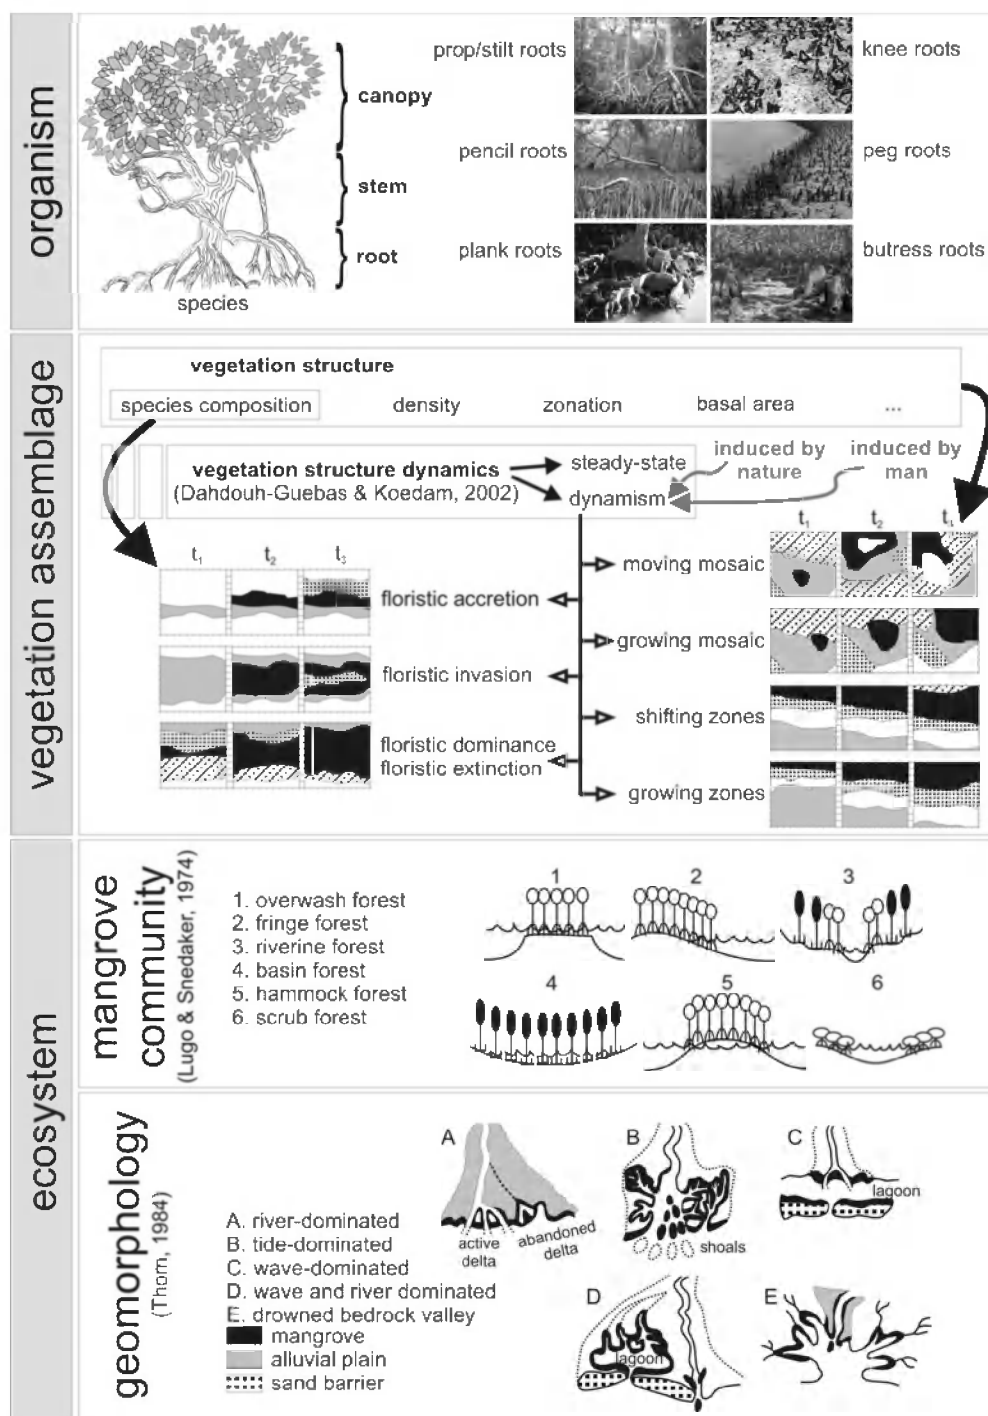 organism
canopy
stem
root
species
prop/stilt roots
knee roots
pencil roots
peg roots
plank roots
butress roots
vegetation assemblage
vegetation structure
species composition
density
zonation
basal area
...
vegetation structure dynamics
(Dahdouh-Guebas & Koedam, 2002)
steady-state
dynamism
induced by
nature
induced by
man
t1
t2
t3
floristic accretion
floristic invasion
floristic dominance
floristic extinction
t1
t2
t3
moving mosaic
growing mosaic
shifting zones
growing zones
ecosystem
mangrove
community
(Lugo & Snedaker, 1974)
1. overwash forest
2. fringe forest
3. riverine forest
4. basin forest
5. hammock forest
6. scrub forest
1
2
3
4
5
6
geomorphology
(Thom, 1984)
A. river-dominated
B. tide-dominated
C. wave-dominated
D. wave and river dominated
E. drowned bedrock valley
mangrove
alluvial plain
sand barrier
A
active
delta
abandoned
delta
B
shoals
C
lagoon
D
lagoon
E